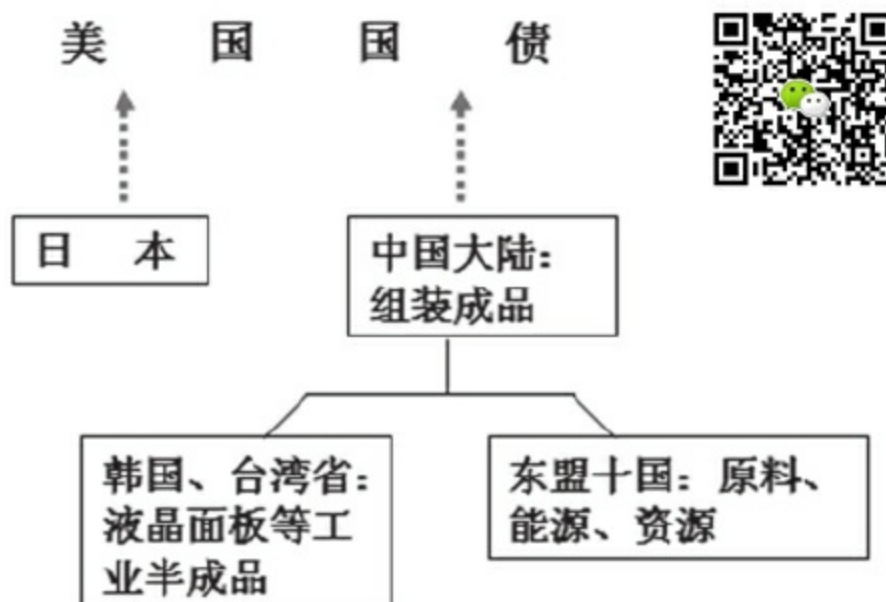 美 国 国 债
日 本
中国大陆：
组装成品
韩国、台湾省：
液晶面板等工
业半成品
东盟十国：原料、
能源、资源